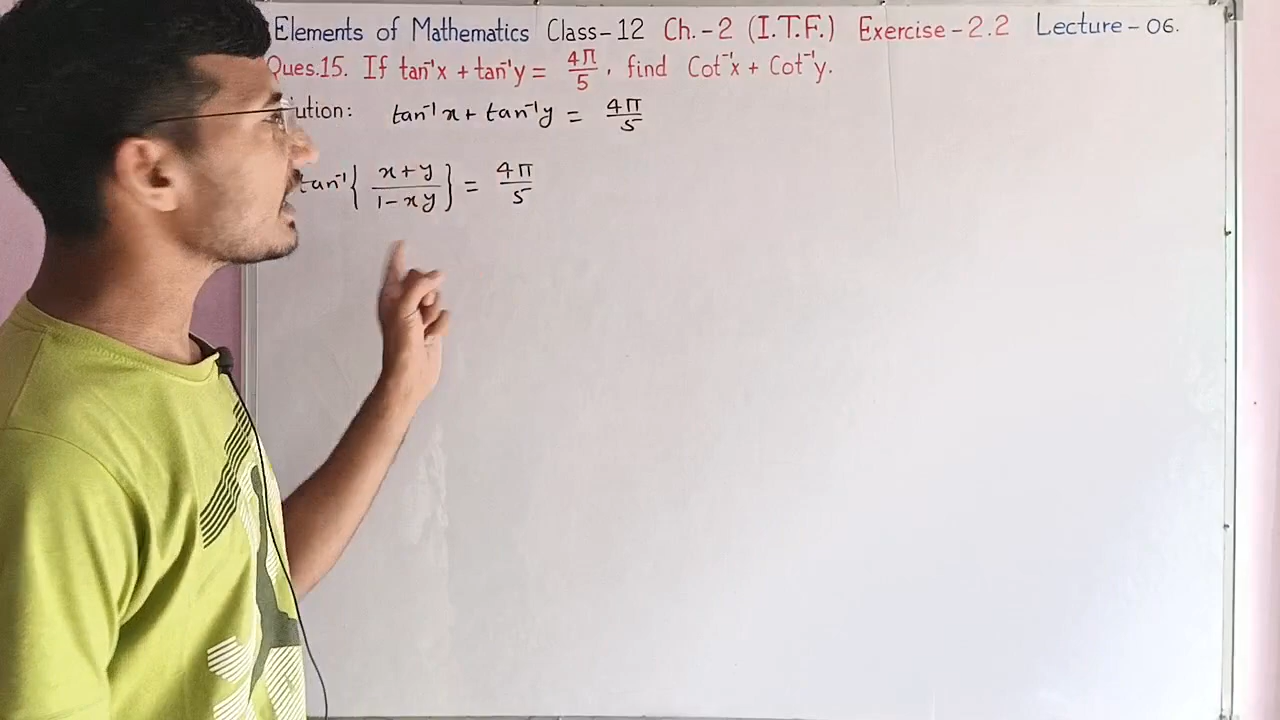 Elements of Mathematics Class-12 Ch.-2 (I.T.F.) Exercise-2.2 Lecture-06.
Ques.15. If tan⁻¹x + tan⁻¹y = 4π/5, find Cot⁻¹x + Cot⁻¹y.
ution: tan⁻¹x + tan⁻¹y = 4π/5
tan⁻¹{(x+y)/(1-xy)} = 4π/5